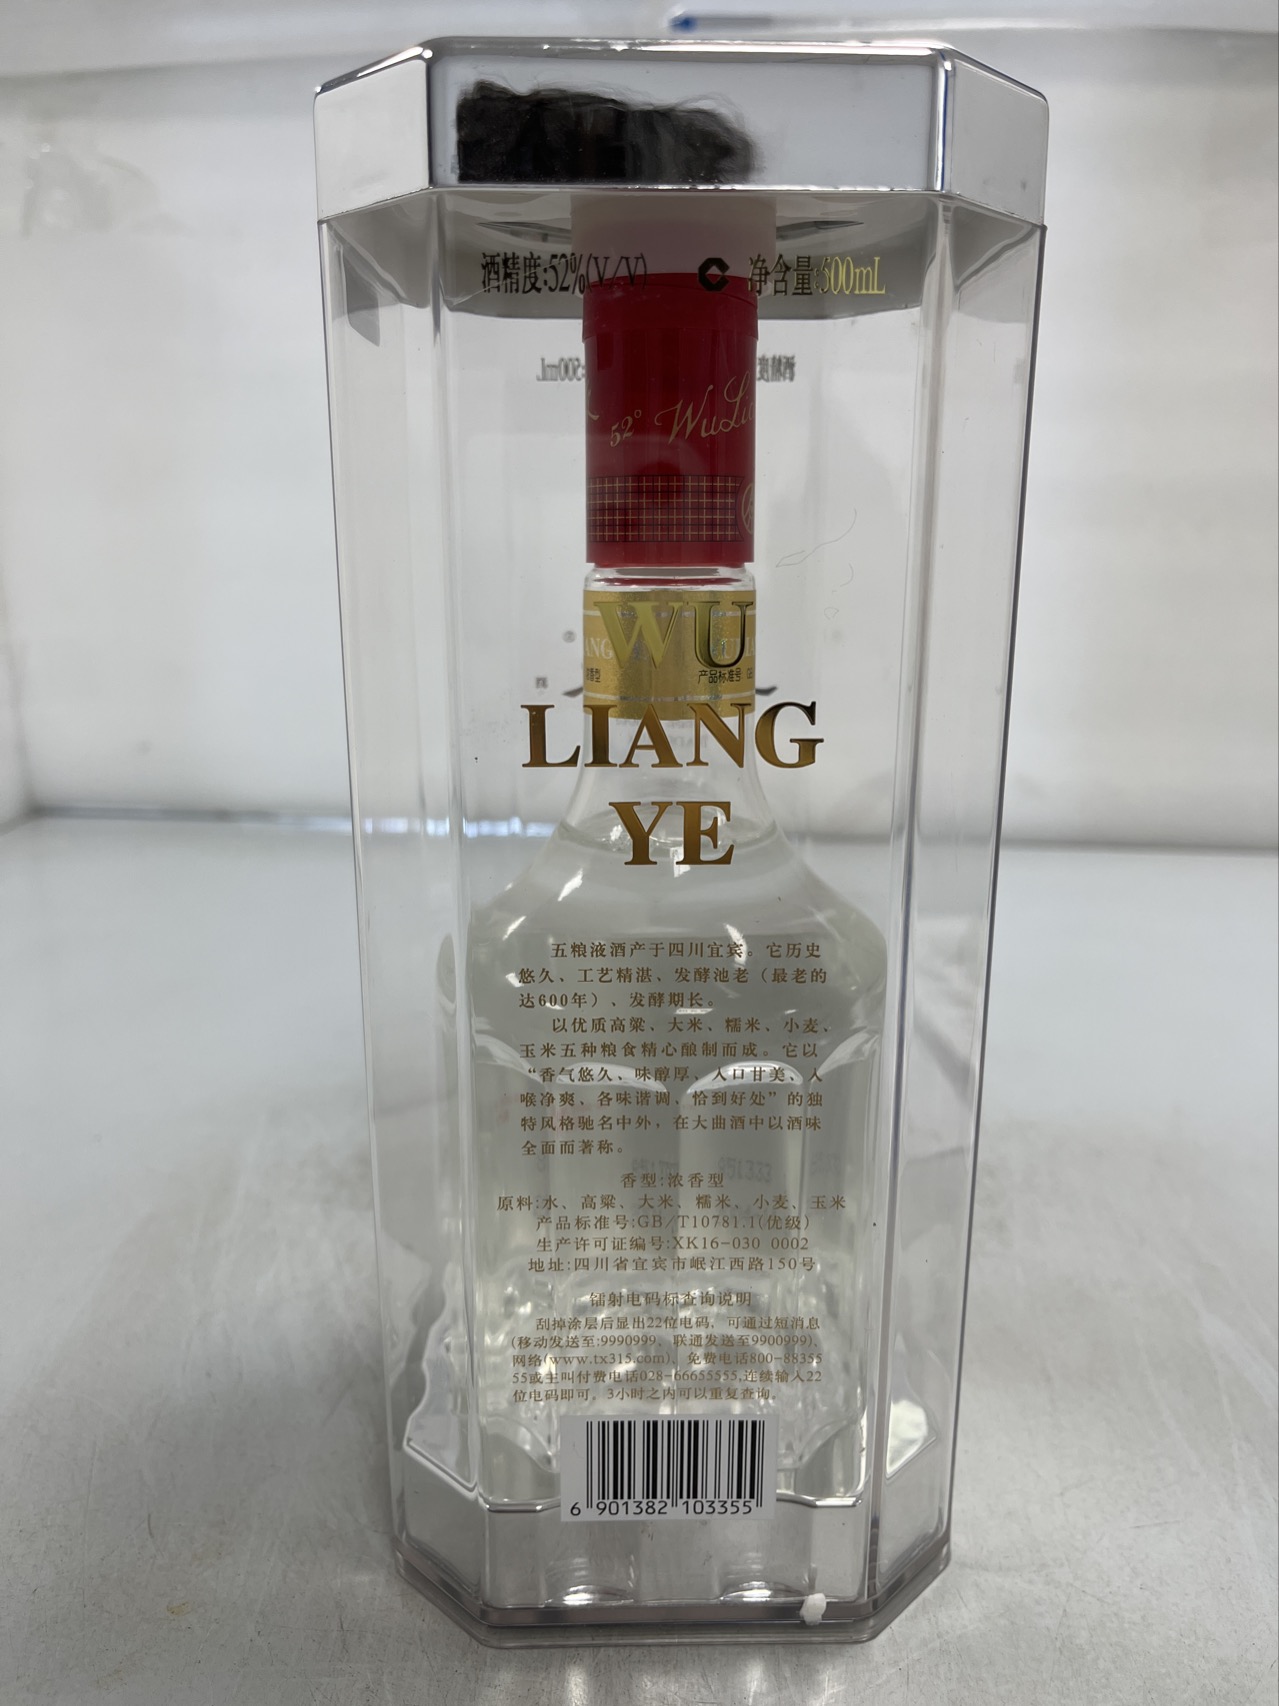 酒精度:52%(V/V) 净含量:500mL
52° WuLia
WU
LIANG
YE
产品标准号 GB
五粮液酒产于四川宜宾。它历史
悠久、工艺精湛、发酵池老（最老的
达600年）、发酵期长。
以优质高粱、大米、糯米、小麦、
玉米五种粮食精心酿制而成。它以
“香气悠久、味醇厚、入口甘美、入
喉净爽、各味谐调、恰到好处”的独
特风格驰名中外，在大曲酒中以酒味
全面而著称。
香型:浓香型
原料:水、高粱、大米、糯米、小麦、玉米
产品标准号:GB/T10781.1(优级)
生产许可证编号:XK16-030 0002
地址:四川省宜宾市岷江西路150号
镭射电码标查询说明
刮掉涂层后显出22位电码，可通过短消息
(移动发送至:9990999、联通发送至9900999)、
网络(www.tx315.com)、免费电话800-88355
55或主叫付费电话028-66655555,连续输入22
位电码即可。3小时之内可以重复查询。
6 901382 103355